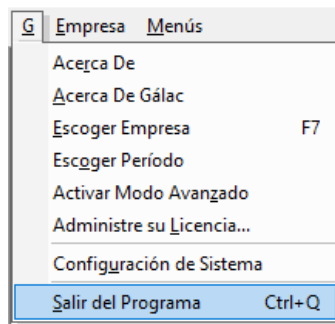 G Empresa Menús
Acerca De
Acerca De Gálac
Escoger Empresa F7
Escoger Período
Activar Modo Avanzado
Administre su Licencia...
Configuración de Sistema
Salir del Programa Ctrl+Q